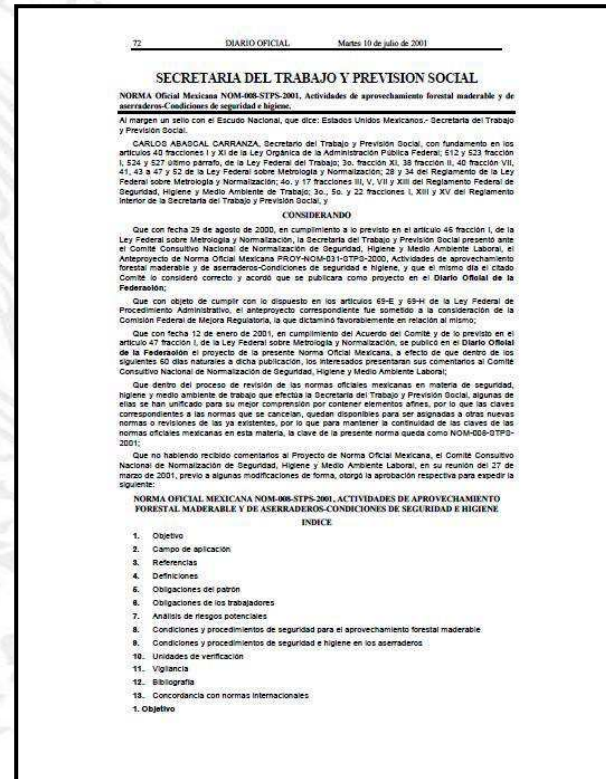 72 DIARIO OFICIAL Martes 10 de julio de 2001
SECRETARIA DEL TRABAJO Y PREVISION SOCIAL
NORMA Oficial Mexicana NOM-008-STPS-2001, Actividades de aprovechamiento forestal maderable y de
aserraderos-Condiciones de seguridad e higiene.
Al margen un sello con el Escudo Nacional, que dice: Estados Unidos Mexicanos.- Secretaría del Trabajo
y Previsión Social.
CARLOS ABASCAL CARRANZA, Secretario del Trabajo y Previsión Social, con fundamento en los
artículos 40 fracciones I y XI de la Ley Orgánica de la Administración Pública Federal; 512 y 523 fracción
I, 524 y 527 último párrafo, de la Ley Federal del Trabajo; 3o. fracción XI, 38 fracción II, 40 fracción VII,
41, 43 a 47 y 52 de la Ley Federal sobre Metrología y Normalización; 28 y 34 del Reglamento de la Ley
Federal sobre Metrología y Normalización; 4o. y 17 fracciones III, V, VII y XIII del Reglamento Federal de
Seguridad, Higiene y Medio Ambiente de Trabajo; 3o., 5o. y 22 fracciones I, XIII y XV del Reglamento
Interior de la Secretaría del Trabajo y Previsión Social, y
CONSIDERANDO
Que con fecha 29 de agosto de 2000, en cumplimiento a lo previsto en el artículo 46 fracción I, de la
Ley Federal sobre Metrología y Normalización, la Secretaría del Trabajo y Previsión Social presentó ante
el Comité Consultivo Nacional de Normalización de Seguridad, Higiene y Medio Ambiente Laboral, el
Anteproyecto de Norma Oficial Mexicana PROY-NOM-031-STPS-2000, Actividades de aprovechamiento
forestal maderable y de aserraderos-Condiciones de seguridad e higiene, y que el mismo día el citado
Comité lo consideró correcto y acordó que se publicara como proyecto en el Diario Oficial de la
Federación;
Que con objeto de cumplir con lo dispuesto en los artículos 69-E y 69-H de la Ley Federal de
Procedimiento Administrativo, el anteproyecto correspondiente fue sometido a la consideración de la
Comisión Federal de Mejora Regulatoria, la que dictaminó favorablemente en relación al mismo;
Que con fecha 12 de enero de 2001, en cumplimiento del Acuerdo del Comité y de lo previsto en el
artículo 47 fracción I, de la Ley Federal sobre Metrología y Normalización, se publicó en el Diario Oficial
de la Federación el proyecto de la presente Norma Oficial Mexicana, a efecto de que dentro de los
siguientes 60 días naturales a dicha publicación, los interesados presentaran sus comentarios al Comité
Consultivo Nacional de Normalización de Seguridad, Higiene y Medio Ambiente Laboral;
Que dentro del proceso de revisión de las normas oficiales mexicanas en materia de seguridad,
higiene y medio ambiente de trabajo que efectúa la Secretaría del Trabajo y Previsión Social, algunas de
ellas se han unificado para su mejor comprensión por contener elementos afines, por lo que las claves
correspondientes a las normas que se cancelan, quedan disponibles para ser asignadas a otras nuevas
normas o revisiones de las ya existentes, por lo que para mantener la continuidad de las claves de las
normas oficiales mexicanas en esta materia, la clave de la presente norma queda como NOM-008-STPS-
2001;
Que no habiendo recibido comentarios al Proyecto de Norma Oficial Mexicana, el Comité Consultivo
Nacional de Normalización de Seguridad, Higiene y Medio Ambiente Laboral, en su reunión del 27 de
marzo de 2001, previo a algunas modificaciones de forma, otorgó la aprobación respectiva para expedir la
siguiente:
NORMA OFICIAL MEXICANA NOM-008-STPS-2001, ACTIVIDADES DE APROVECHAMIENTO
FORESTAL MADERABLE Y DE ASERRADEROS-CONDICIONES DE SEGURIDAD E HIGIENE
INDICE
1. Objetivo
2. Campo de aplicación
3. Referencias
4. Definiciones
5. Obligaciones del patrón
6. Obligaciones de los trabajadores
7. Análisis de riesgos potenciales
8. Condiciones y procedimientos de seguridad para el aprovechamiento forestal maderable
9. Condiciones y procedimientos de seguridad e higiene en los aserraderos
10. Unidades de verificación
11. Vigilancia
12. Bibliografía
13. Concordancia con normas internacionales
1. Objetivo